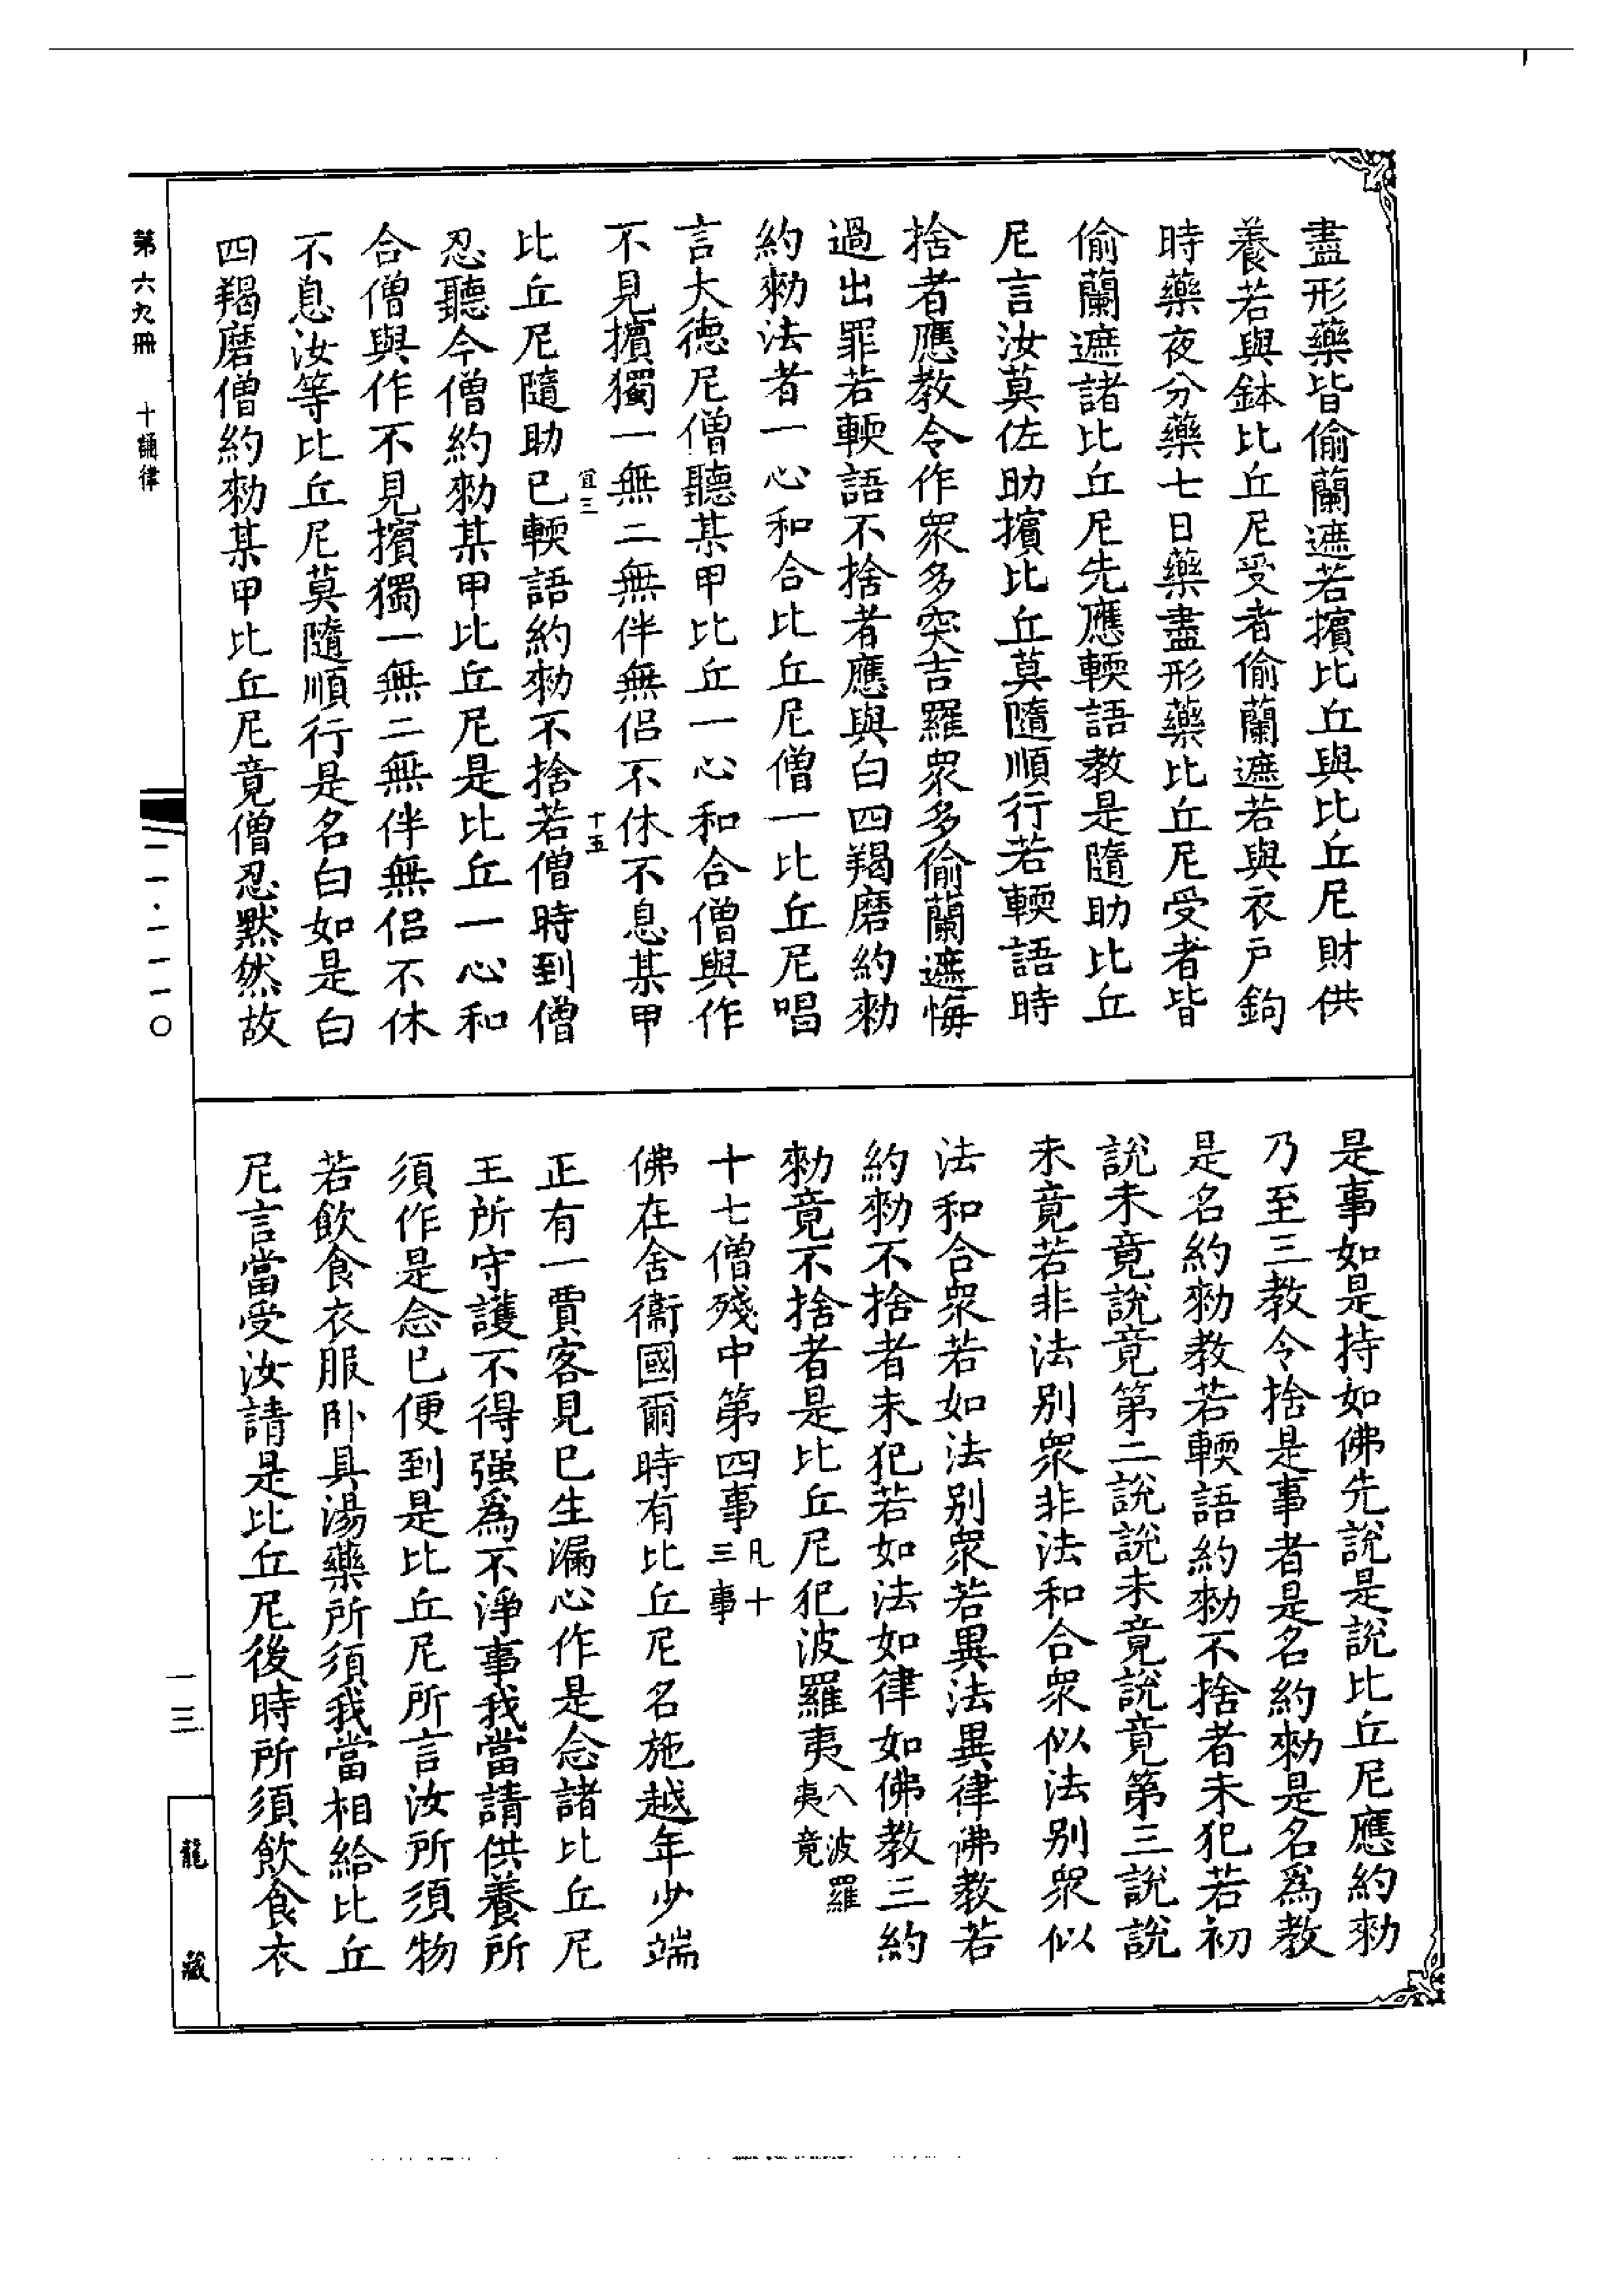 盡形藥皆偷蘭遮若擯比丘與比丘尼財供
養若與鉢比丘尼受者偷蘭遮若與衣戶鉤
時藥夜分藥七日藥盡形藥比丘尼受者皆
偷蘭遮諸比丘尼先應輭語教是隨助比丘
尼言汝莫佐助擯比丘莫隨順行若輭語時
捨者應教令作眾多突吉羅眾多偷蘭遮悔
過出罪若輭語不捨者應與白四羯磨約勑
約勑法者一心和合比丘尼僧一比丘尼唱
言大德尼僧聽某甲比丘一心和合僧與作
不見擯獨一無二無伴無侶不休不息某甲
宜三
十五
比丘尼隨助已輭語約勑不捨若僧時到僧
忍聽今僧約勑某甲比丘尼是比丘一心和
合僧與作不見擯獨一無二無伴無侶不休
不息汝等比丘尼莫隨順行是名白如是白
四羯磨僧約勑某甲比丘尼竟僧忍黙然故
是事如是持如佛先說是說比丘尼應約勑
乃至三教令捨是事者是名約勑是名爲教
是名約勑教若輭語約勑不捨者未犯若初
說未竟說竟第二說說未竟說竟第三說說
未竟若非法別眾非法和合眾似法別眾似
法和合眾若如法別眾若異法異律佛教若
約勑不捨者未犯若如法如律如佛教三約
勑竟不捨者是比丘尼犯波羅夷八波羅
夷竟
十七僧殘中第四事凡十
三事
佛在舍衞國爾時有比丘尼名施越年少端
正有一賈客見已生漏心作是念諸比丘尼
王所守護不得强爲不淨事我當請供養所
須作是念已便到是比丘尼所言汝所須物
若飲食衣服卧具湯藥所須我當相給比丘
尼言當受汝請是比丘尼後時所須飲食衣
第六九冊 十誦律
一一·一一一〇
一三
龍藏